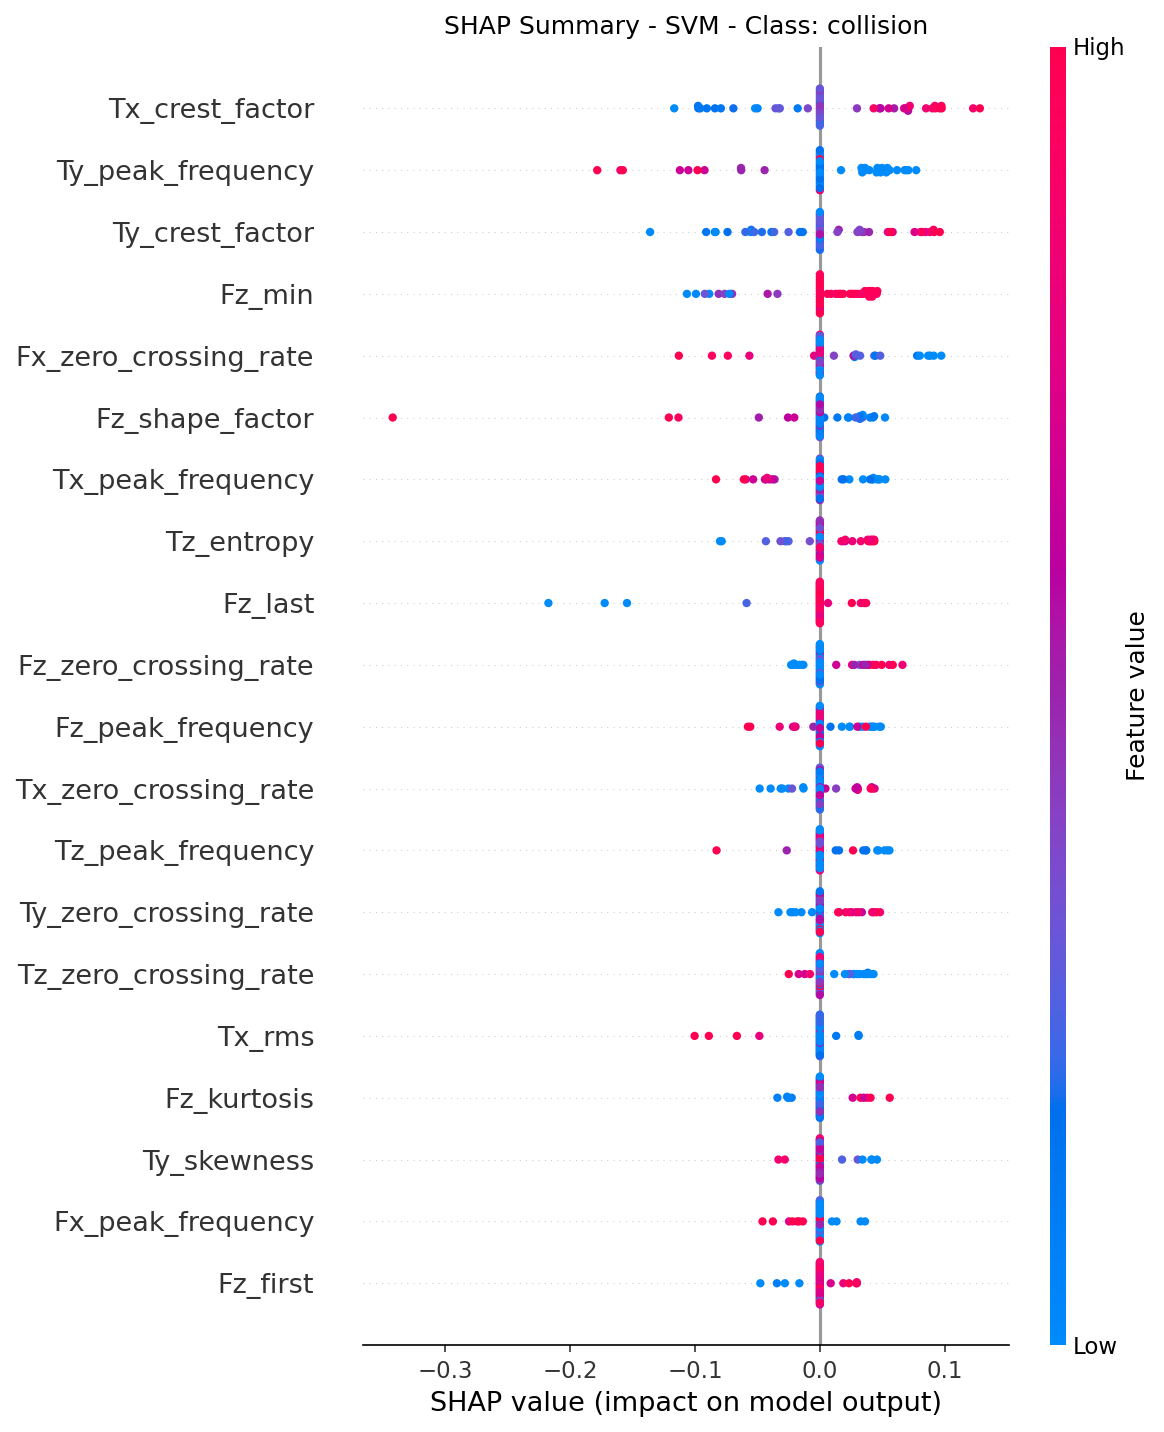 SHAP Summary - SVM - Class: collision
High
Tx_crest_factor
Ty_peak_frequency
Ty_crest_factor
Fz_min
Fx_zero_crossing_rate
Fz_shape_factor
Tx_peak_frequency
Tz_entropy
Fz_last
Fz_zero_crossing_rate
Fz_peak_frequency
Tx_zero_crossing_rate
Tz_peak_frequency
Ty_zero_crossing_rate
Tz_zero_crossing_rate
Tx_rms
Fz_kurtosis
Ty_skewness
Fx_peak_frequency
Fz_first
Feature value
Low
−0.3 −0.2 −0.1 0.0 0.1
SHAP value (impact on model output)